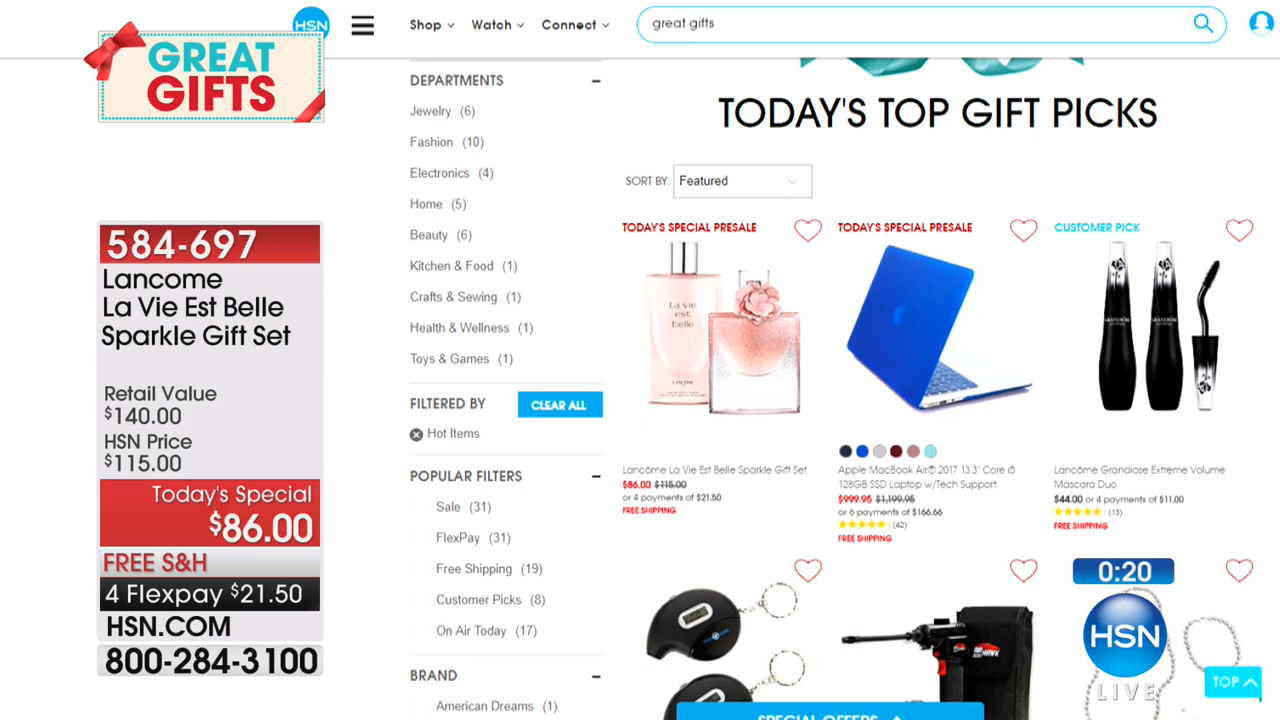 HSN
Shop
Watch
Connect
great gifts
GREAT
GIFTS
584-697
Lancome
La Vie Est Belle
Sparkle Gift Set
Retail Value
$140.00
HSN Price
$115.00
Today's Special
$86.00
FREE S&H
4 Flexpay $21.50
HSN.COM
800-284-3100
DEPARTMENTS
Jewelry (6)
Fashion (10)
Electronics (4)
Home (5)
Beauty (6)
Kitchen & Food (1)
Crafts & Sewing (1)
Health & Wellness (1)
Toys & Games (1)
FILTERED BY
CLEAR ALL
Hot Items
POPULAR FILTERS
Sale (31)
FlexPay (31)
Free Shipping (19)
Customer Picks (8)
On Air Today (17)
BRAND
American Dreams (1)
TODAY'S TOP GIFT PICKS
SORT BY: Featured
TODAY'S SPECIAL PRESALE
La vie
est
belle
LANCÔME
Lancôme La Vie Est Belle Sparkle Gift Set
$86.00 $115.00
or 4 payments of $21.50
FREE SHIPPING
TODAY'S SPECIAL PRESALE
Apple MacBook Air® 2017 13.3" Core i5
128GB SSD Laptop w/Tech Support
$999.95 $1,199.95
or 6 payments of $166.66
(42)
FREE SHIPPING
CUSTOMER PICK
Lancôme Grandiose Extreme Volume
Mascara Duo
$44.00 or 4 payments of $11.00
(13)
FREE SHIPPING
0:20
HSN
LIVE
TOP
SPECIAL OFFERS